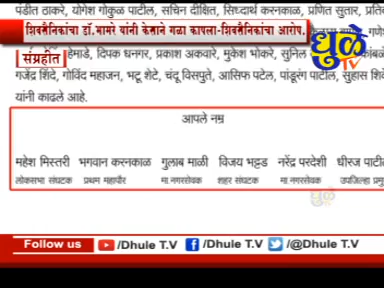 पंडीत ठाकरे, योगेश गोकुळ पाटील, सचिन दीक्षित, सिध्दार्थ करनकाळ, प्रणित सुतार,
शिवसैनिकांचा डॉ.भामरे यांनी केसाने गळा कापला-शिवसैनिकांचा आरोप.
संग्रहीत
हेमाडे, दिपक धनगर, प्रकाश अकवारे, मुकेश भोकरे, सुनिल
गजेंद्र शिंदे, गोविंद महाजन, भटू शेटे, चंदू विसपुते, आसिफ पटेल, पांडूरंग पाटील, सुहास
यांनी काढले आहे.
धुळे
TV
आपले नम्र
महेश मिस्तरी भगवान करनकाळ गुलाब माळी विजय भट्टड नरेंद्र परदेशी धीरज
लोकसभा संघटक प्रथम महापौर मा.नगरसेवक शहर संघटक मा.नगरसेवक उपजिल्हा
Follow us /Dhule T.V /Dhule T.V /Dhule T.V